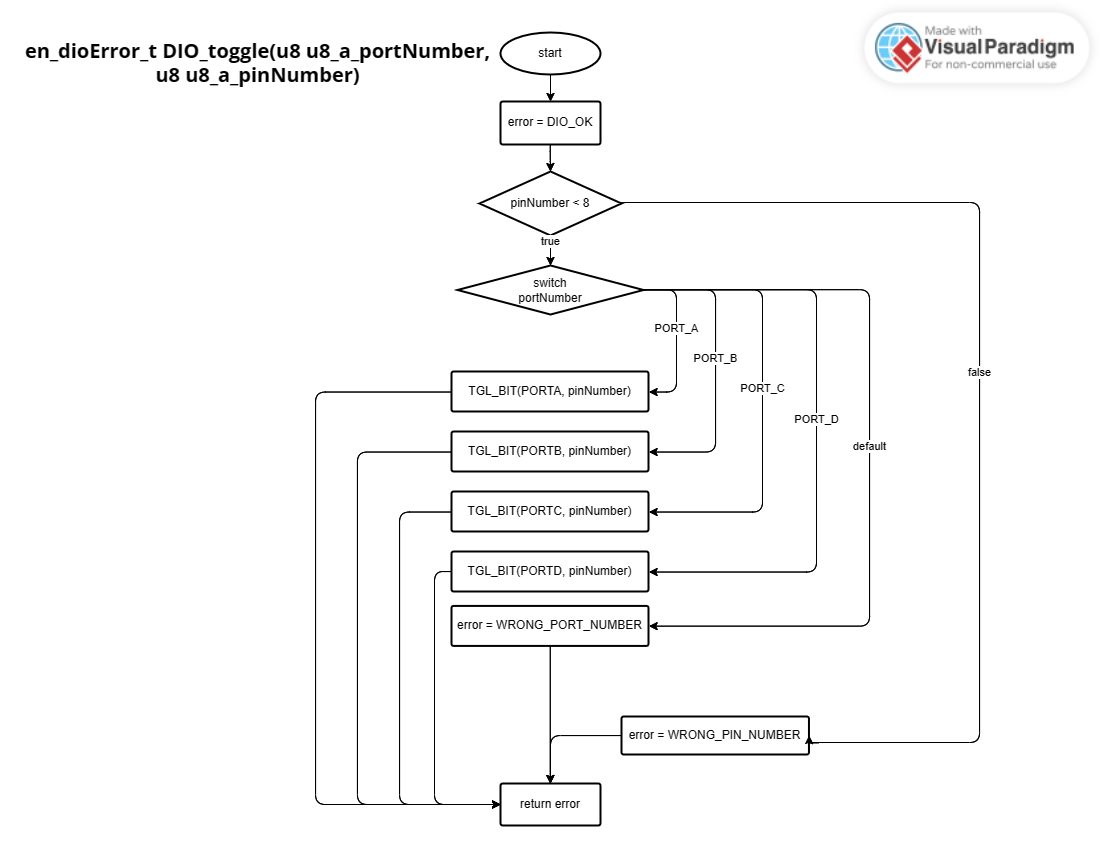 en_dioError_t DIO_toggle(u8 u8_a_portNumber,
u8 u8_a_pinNumber)
start
Made with
VisualParadigm
For non-commercial use
error = DIO_OK
pinNumber < 8
true
switch
portNumber
PORT_A
PORT_B
PORT_C
PORT_D
default
false
TGL_BIT(PORTA, pinNumber)
TGL_BIT(PORTB, pinNumber)
TGL_BIT(PORTC, pinNumber)
TGL_BIT(PORTD, pinNumber)
error = WRONG_PORT_NUMBER
error = WRONG_PIN_NUMBER
return error